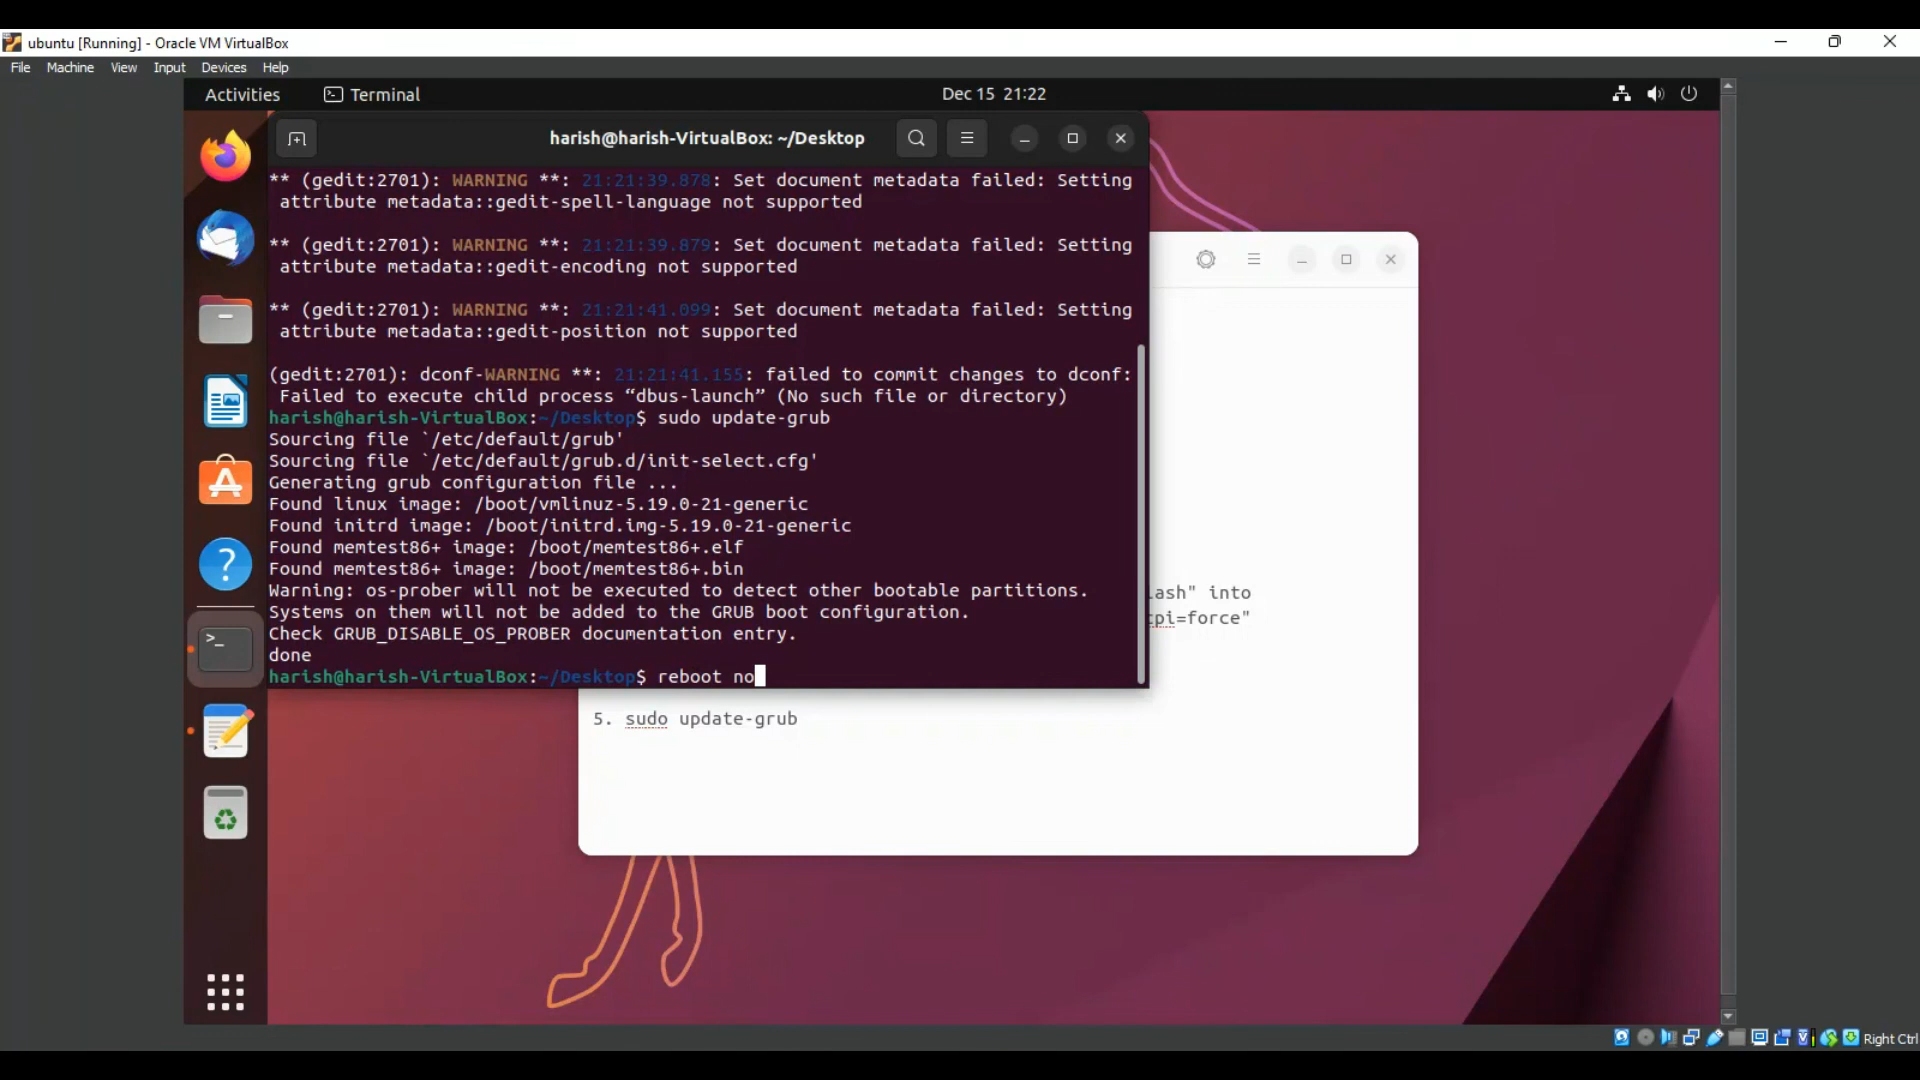 ubuntu [Running] - Oracle VM VirtualBox
File Machine View Input Devices Help
Activities Terminal Dec 15 21:22
harish@harish-VirtualBox: ~/Desktop
** (gedit:2701): WARNING **: 21:21:39.878: Set document metadata failed: Setting
attribute metadata::gedit-spell-language not supported
** (gedit:2701): WARNING **: 21:21:39.879: Set document metadata failed: Setting
attribute metadata::gedit-encoding not supported
** (gedit:2701): WARNING **: 21:21:41.099: Set document metadata failed: Setting
attribute metadata::gedit-position not supported
(gedit:2701): dconf-WARNING **: 21:21:41.155: failed to commit changes to dconf:
Failed to execute child process “dbus-launch” (No such file or directory)
harish@harish-VirtualBox:~/Desktop$ sudo update-grub
Sourcing file `/etc/default/grub'
Sourcing file `/etc/default/grub.d/init-select.cfg'
Generating grub configuration file ...
Found linux image: /boot/vmlinuz-5.19.0-21-generic
Found initrd image: /boot/initrd.img-5.19.0-21-generic
Found memtest86+ image: /boot/memtest86+.elf
Found memtest86+ image: /boot/memtest86+.bin
Warning: os-prober will not be executed to detect other bootable partitions.
Systems on them will not be added to the GRUB boot configuration.
Check GRUB_DISABLE_OS_PROBER documentation entry.
done
harish@harish-VirtualBox:~/Desktop$ reboot no
lash" into
cpi=force"
5. sudo update-grub
Right Ctrl